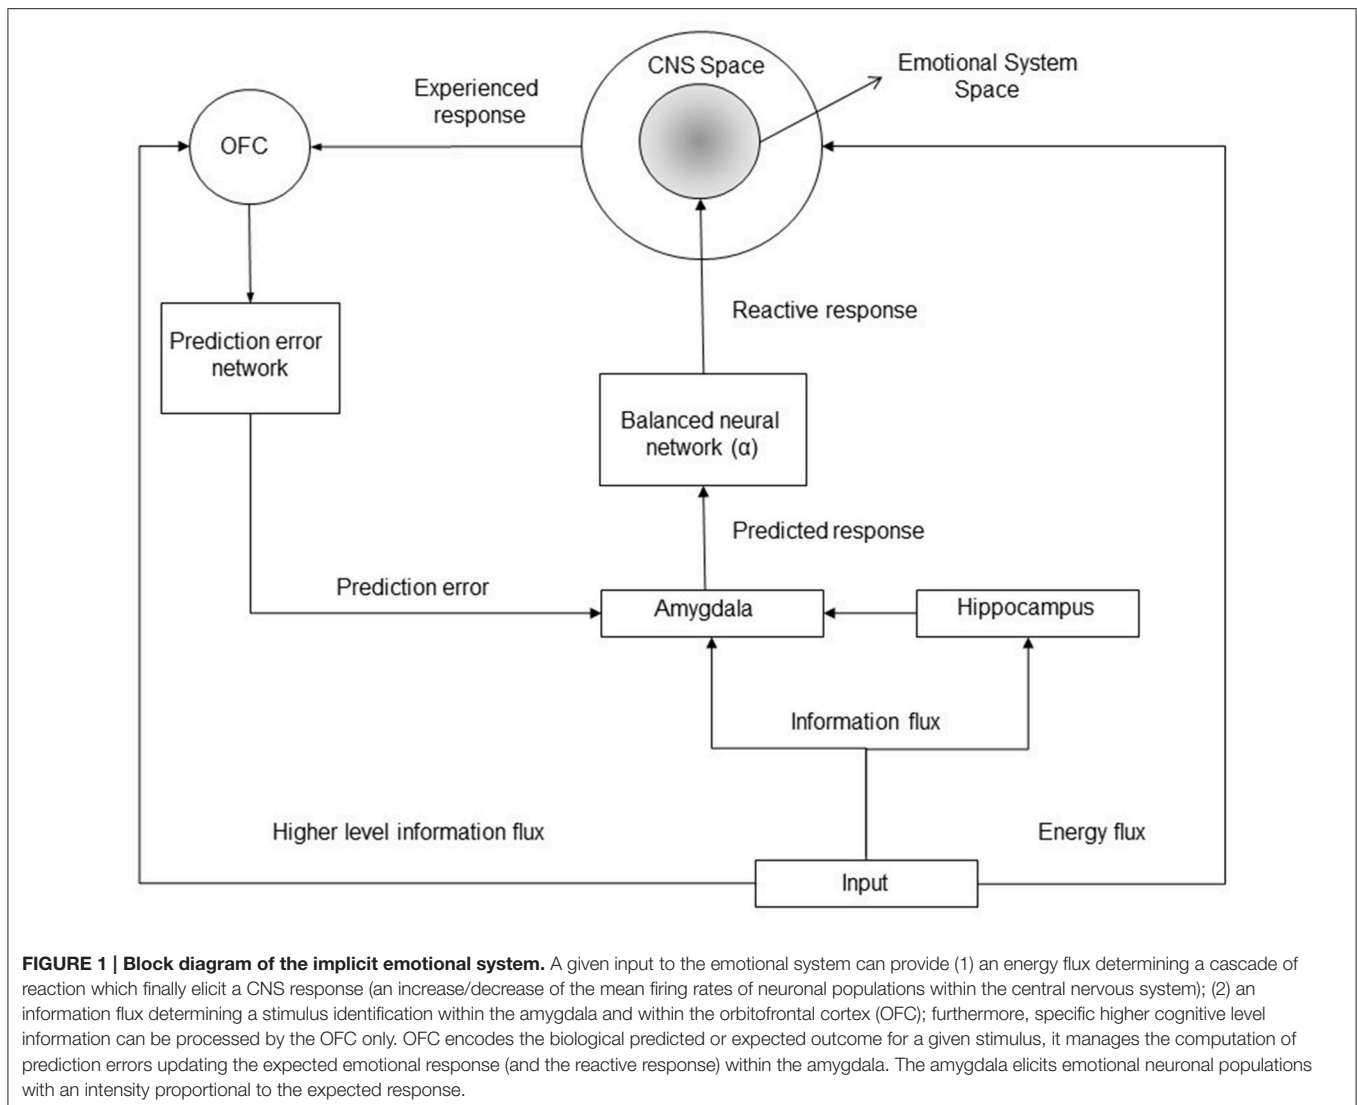 CNS Space
Emotional System
Space
Experienced
response
OFC
Reactive response
Prediction error
network
Balanced neural
network (α)
Predicted response
Prediction error
Amygdala
Hippocampus
Information flux
Higher level information flux
Energy flux
Input
FIGURE 1 | Block diagram of the implicit emotional system. A given input to the emotional system can provide (1) an energy flux determining a cascade of
reaction which finally elicit a CNS response (an increase/decrease of the mean firing rates of neuronal populations within the central nervous system); (2) an
information flux determining a stimulus identification within the amygdala and within the orbitofrontal cortex (OFC); furthermore, specific higher cognitive level
information can be processed by the OFC only. OFC encodes the biological predicted or expected outcome for a given stimulus, it manages the computation of
prediction errors updating the expected emotional response (and the reactive response) within the amygdala. The amygdala elicits emotional neuronal populations
with an intensity proportional to the expected response.